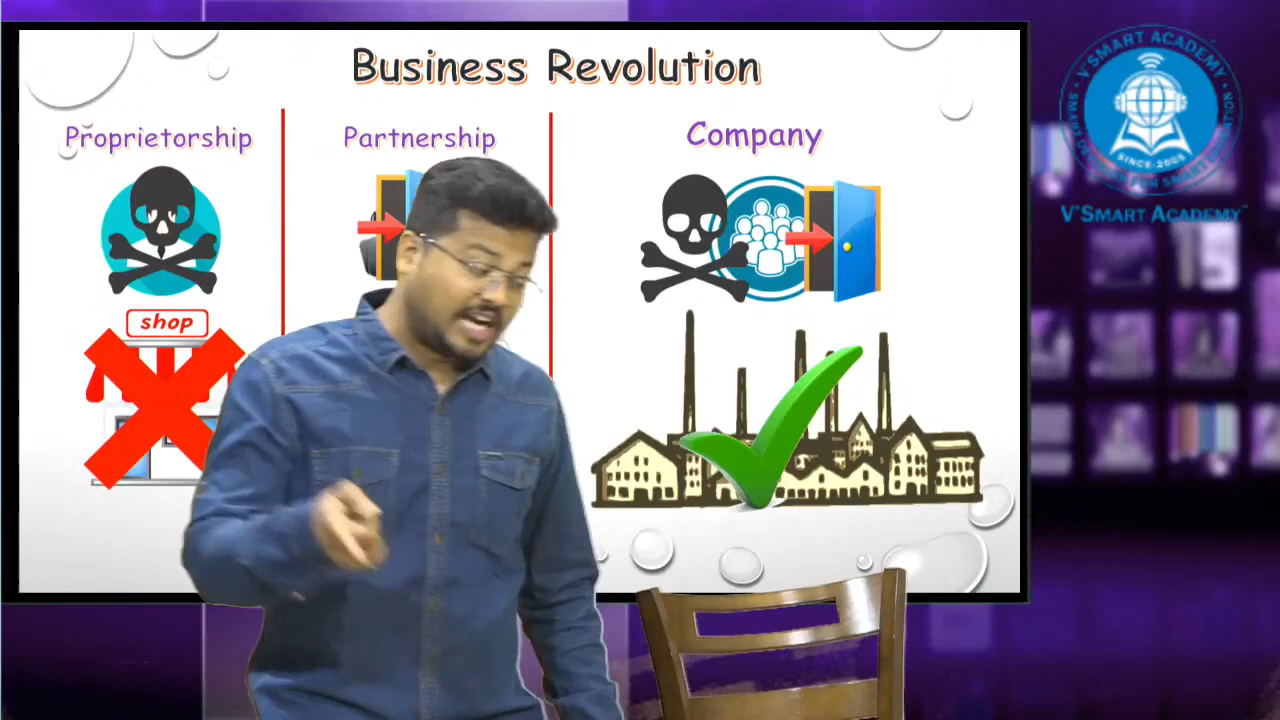 Business Revolution
Proprietorship
Partnership
Company
shop
V'SMART ACADEMY
SINCE-2005
V'SMART ACADEMY